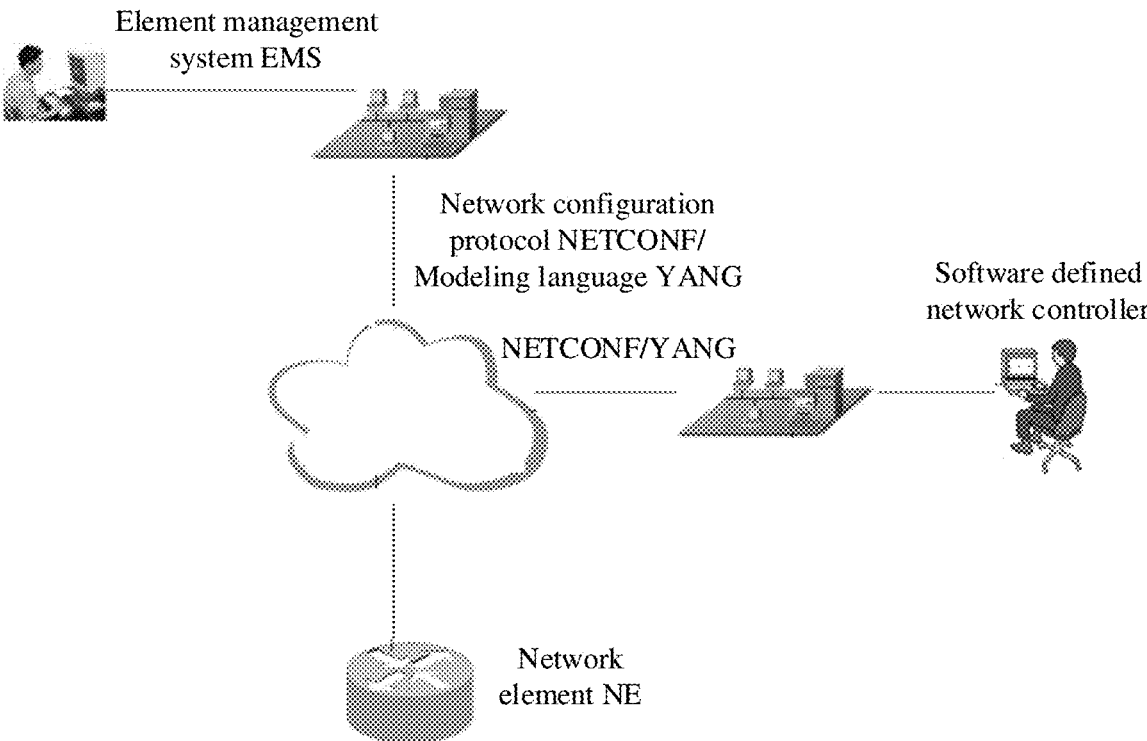 Element management
system EMS
Network configuration
protocol NETCONF/
Modeling language YANG
Software defined
network controller
NETCONF/YANG
Network
element NE